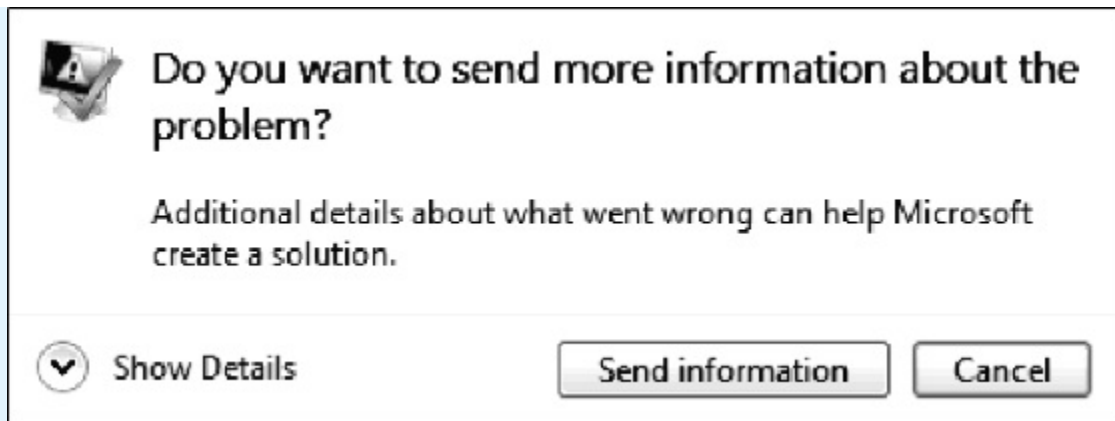 Do you want to send more information about the
problem?
Additional details about what went wrong can help Microsoft
create a solution.
Show Details
Send information
Cancel